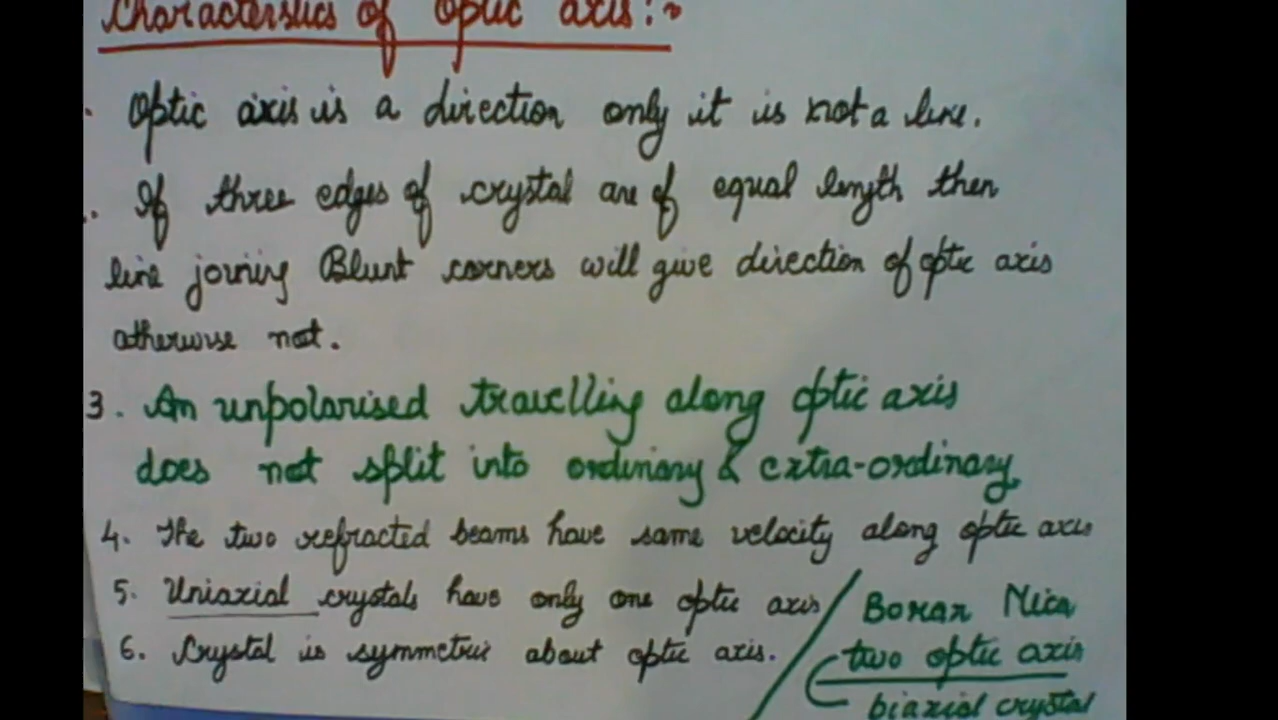 Characterstics of optic axis :~
. Optic axis is a direction only it is not a line.
.. If three edges of crystal are of equal length then
line joining Blunt corners will give direction of optic axis
otherwise not.
3. An unpolarised travelling along optic axis
does not split into ordinary & extra-ordinary
4. The two refracted beams have same velocity along optic axis
5. Uniaxial crystals have only one optic axis
6. Crystal is symmetric about optic axis.
Borax Mica
two optic axis
biaxial crystal